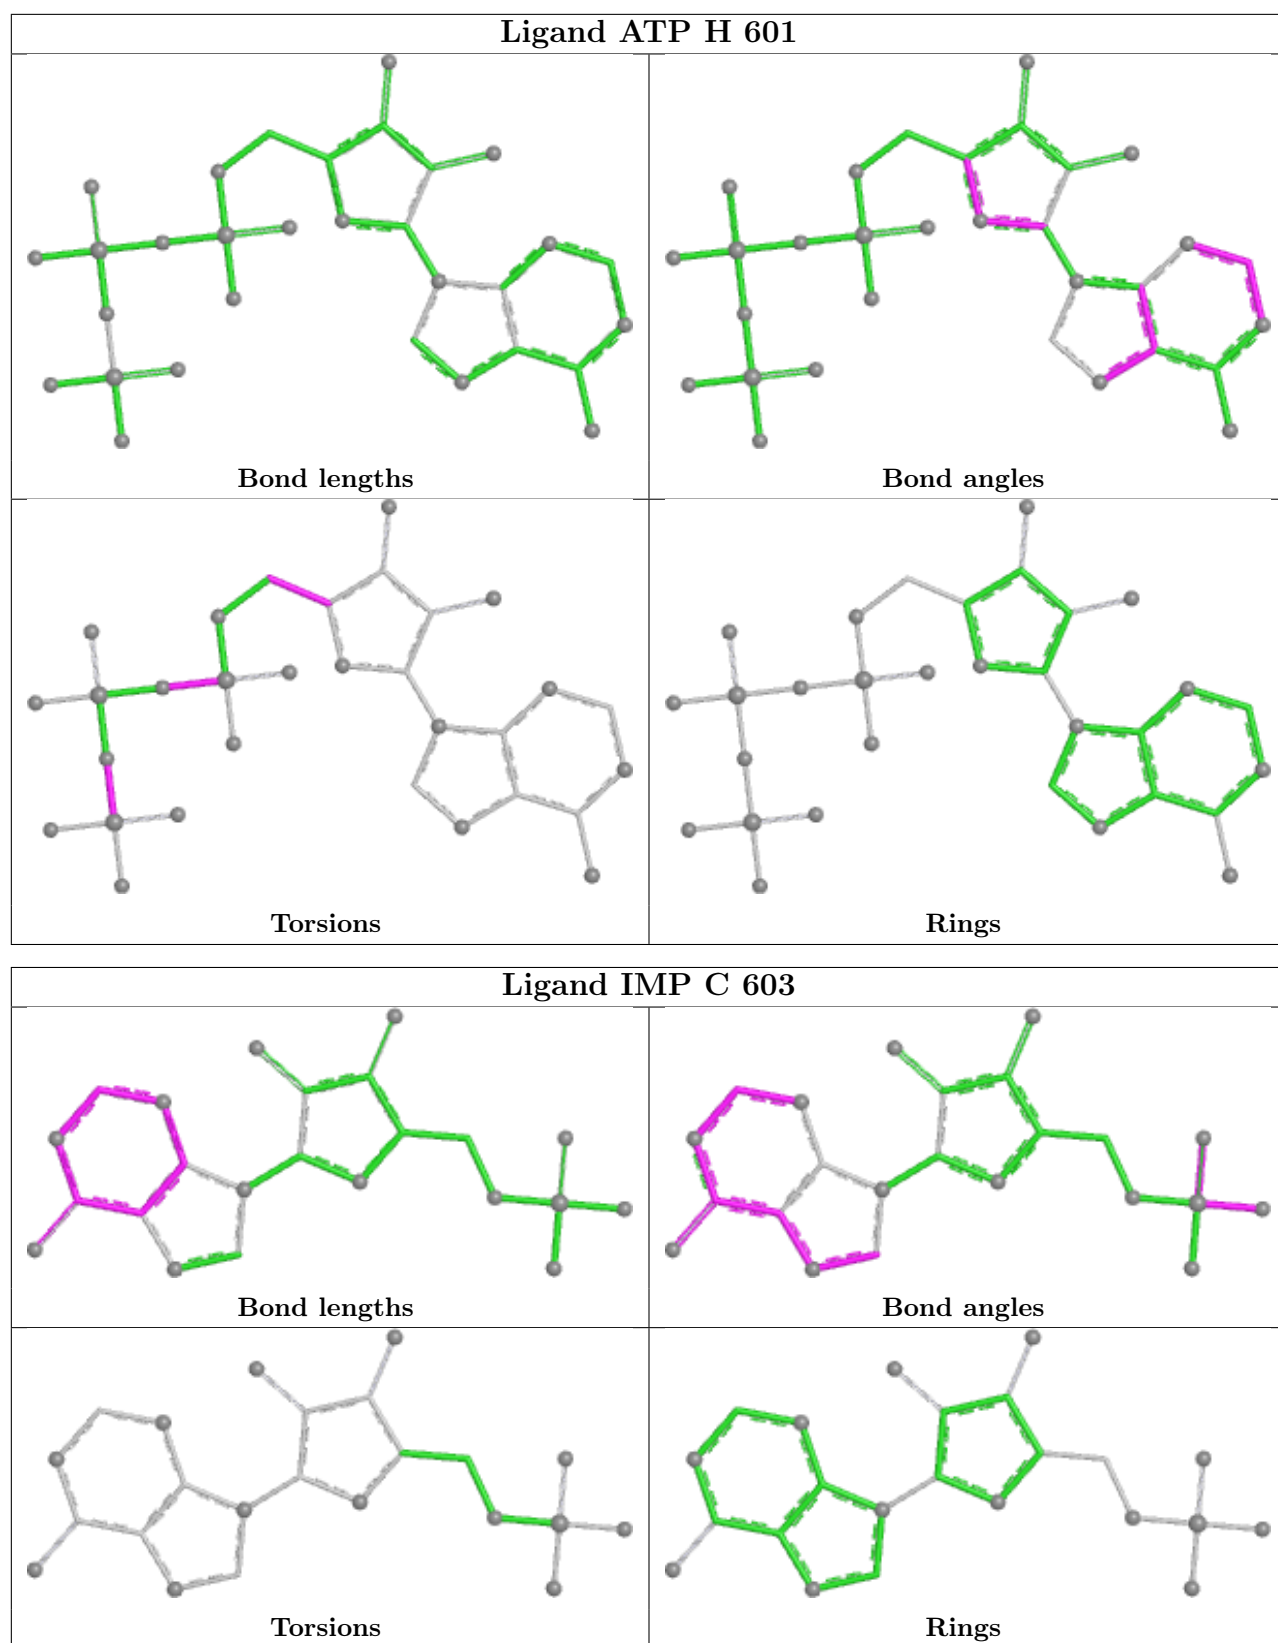 Ligand ATP H 601
Bond lengths
Bond angles
Torsions
Rings
Ligand IMP C 603
Bond lengths
Bond angles
Torsions
Rings